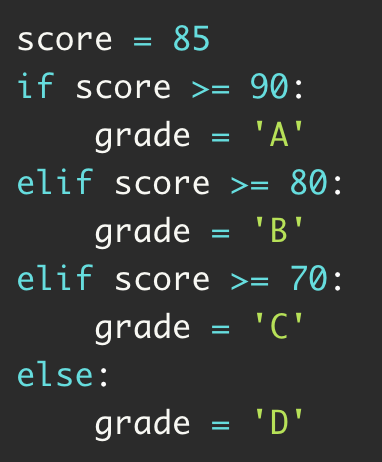 score = 85
if score >= 90:
    grade = 'A'
elif score >= 80:
    grade = 'B'
elif score >= 70:
    grade = 'C'
else:
    grade = 'D'